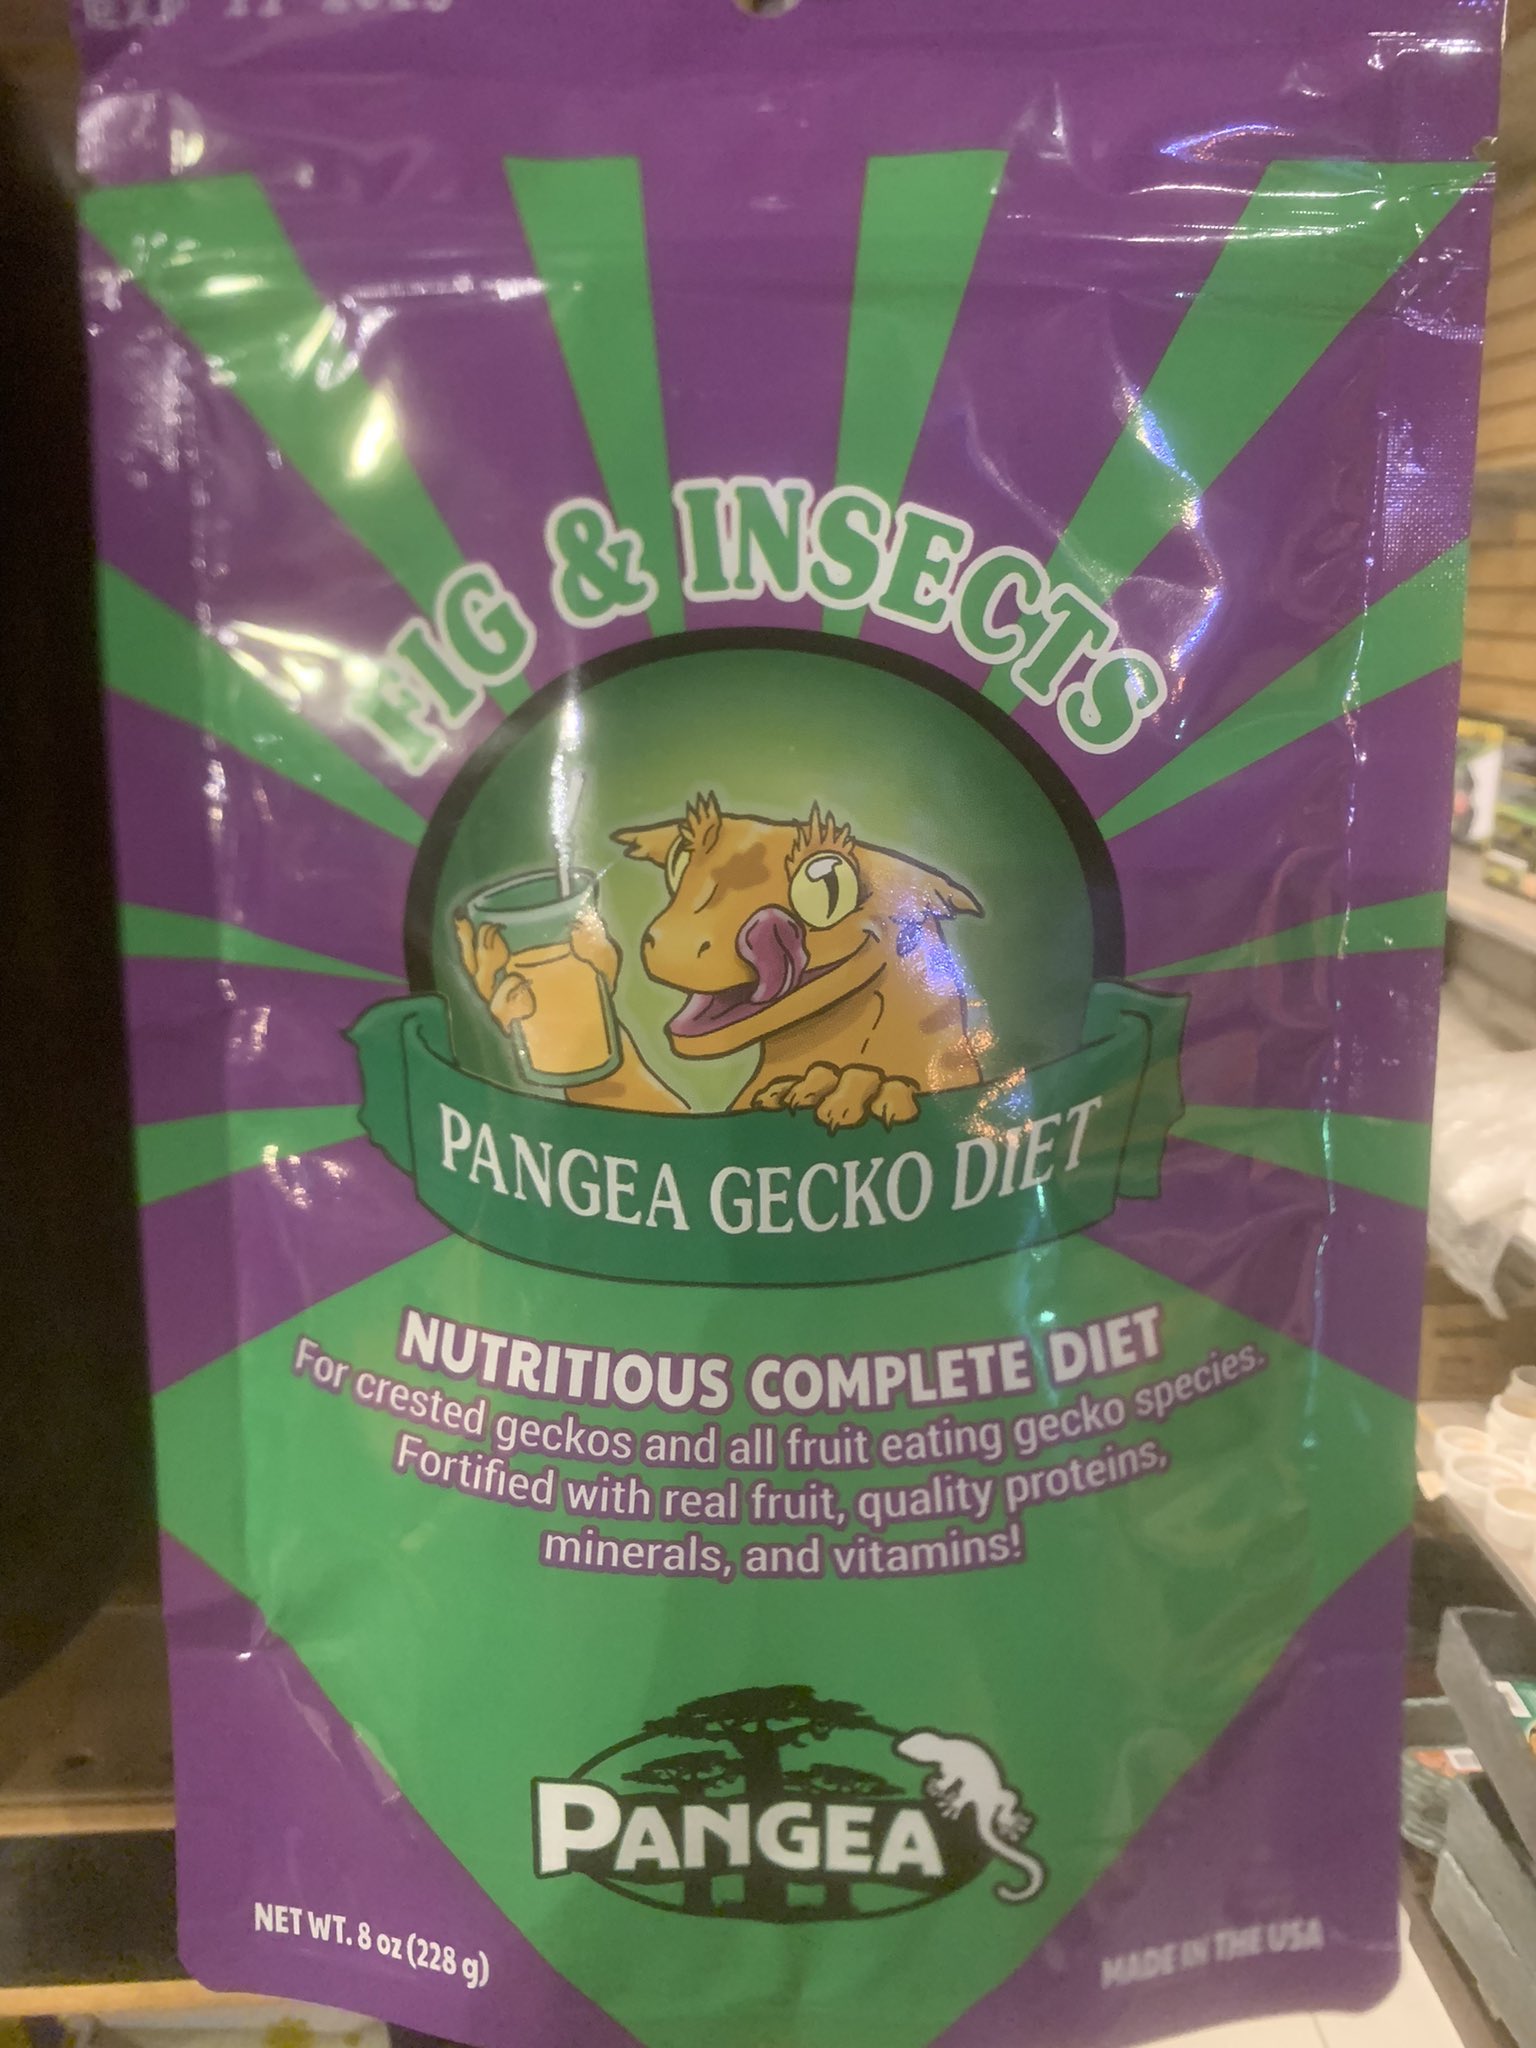 FIG & INSECTS
PANGEA GECKO DIET
NUTRITIOUS COMPLETE DIET
For crested geckos and all fruit eating gecko species.
Fortified with real fruit, quality proteins,
minerals, and vitamins!
PANGEA
NET WT. 8 oz (228 g)
MADE IN THE USA